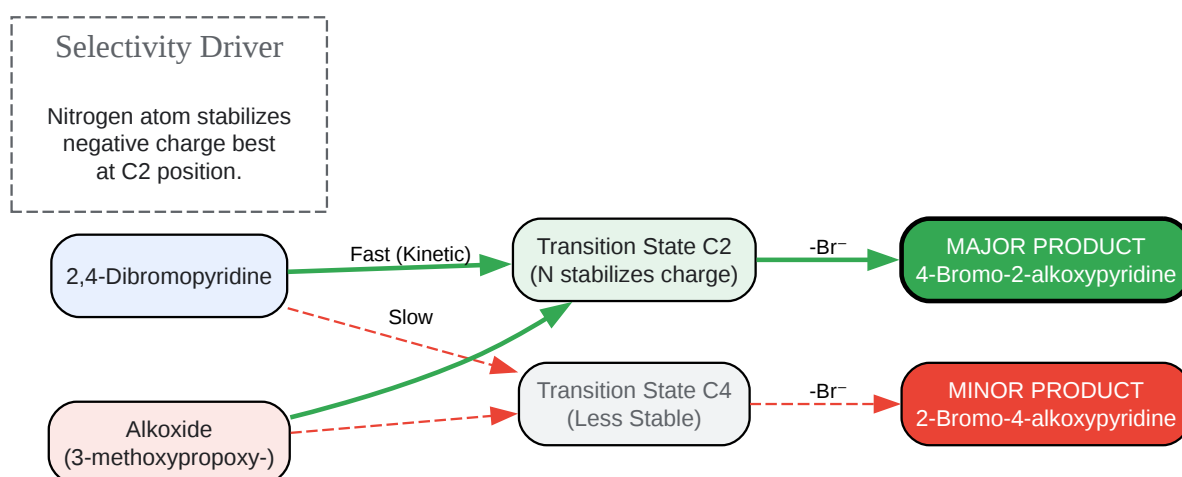 Selectivity Driver
Nitrogen atom stabilizes
negative charge best
at C2 position.
2,4-Dibromopyridine
Fast (Kinetic)
Transition State C2
(N stabilizes charge)
-Br⁻
MAJOR PRODUCT
4-Bromo-2-alkoxypyridine
Slow
Alkoxide
(3-methoxypropoxy-)
Transition State C4
(Less Stable)
-Br⁻
MINOR PRODUCT
2-Bromo-4-alkoxypyridine